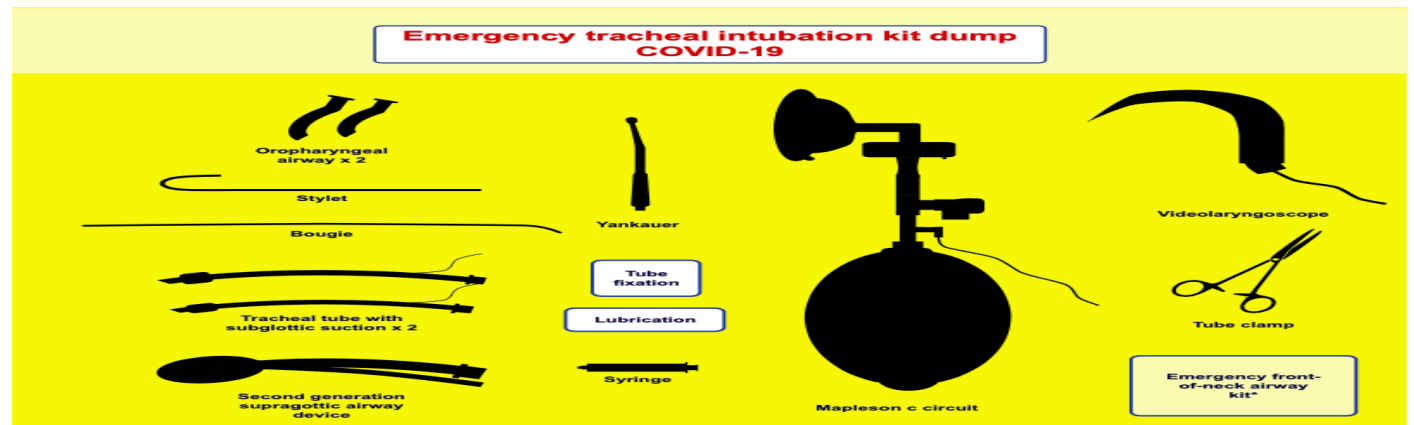 Emergency tracheal intubation kit dump
COVID-19
Oropharyngeal
airway x 2
Stylet
Bougie
Tracheal tube with
subglottic suction x 2
Second generation
supragottic airway
device
Yankauer
Tube
fixation
Lubrication
Syringe
Mapleson c circuit
Videolaryngoscope
Tube clamp
Emergency front-
of-neck airway
kit*